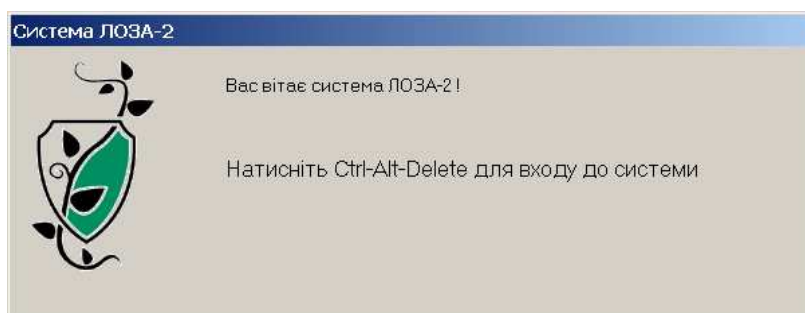 Система ЛОЗА-2
Вас вітає система ЛОЗА-2 !
Натисніть Ctrl-Alt-Delete для входу до системи